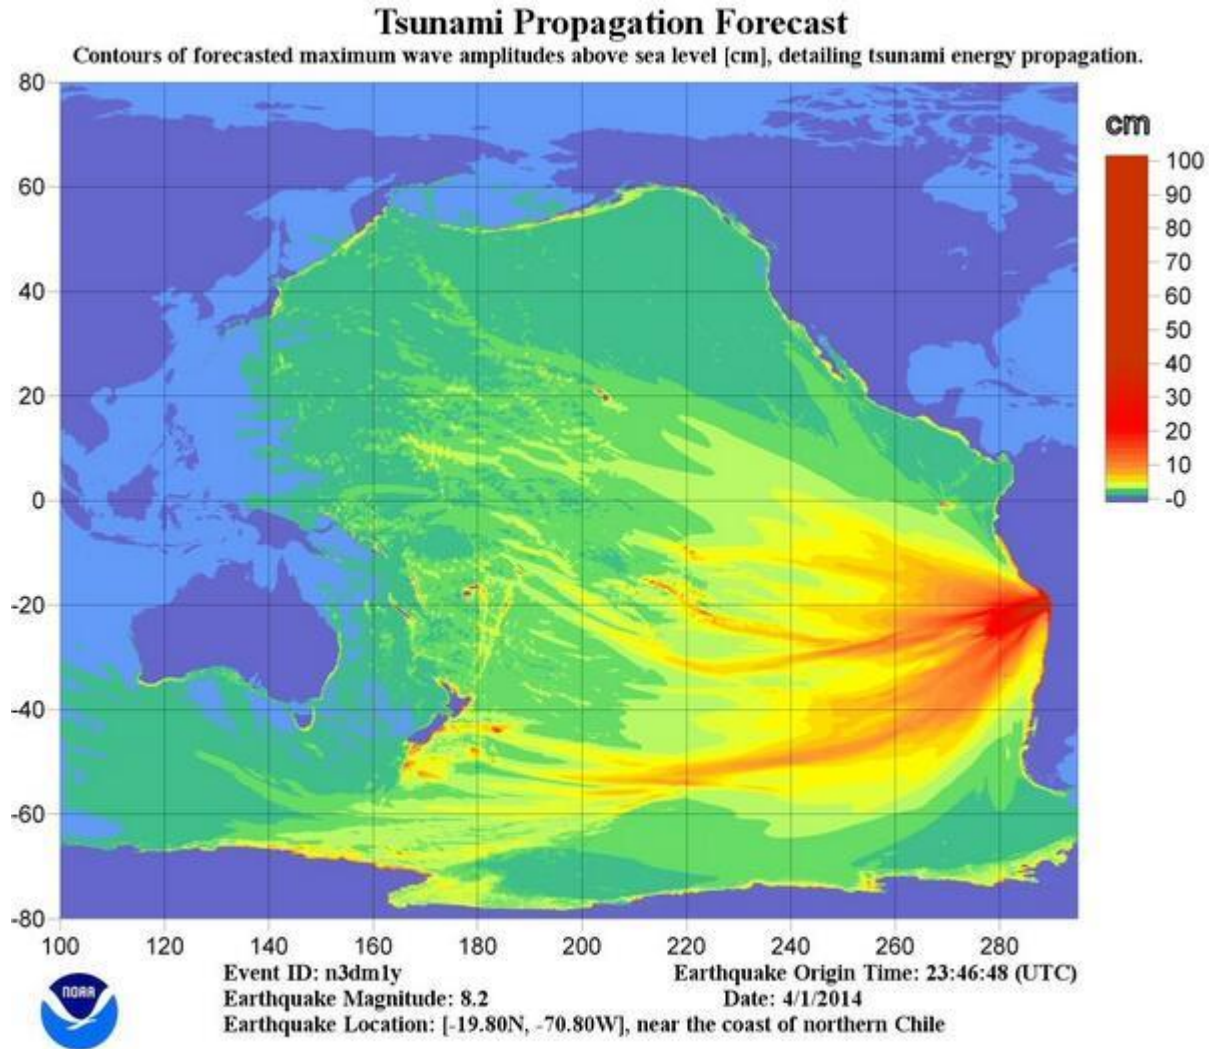 Tsunami Propagation Forecast
Contours of forecasted maximum wave amplitudes above sea level [cm], detailing tsunami energy propagation.
cm
80
60
40
20
0
-20
-40
-60
-80
100
90
80
70
60
50
40
30
20
10
-0
100 120 140 160 180 200 220 240 260 280
NOAA
Event ID: n3dm1y
Earthquake Origin Time: 23:46:48 (UTC)
Earthquake Magnitude: 8.2
Date: 4/1/2014
Earthquake Location: [-19.80N, -70.80W], near the coast of northern Chile